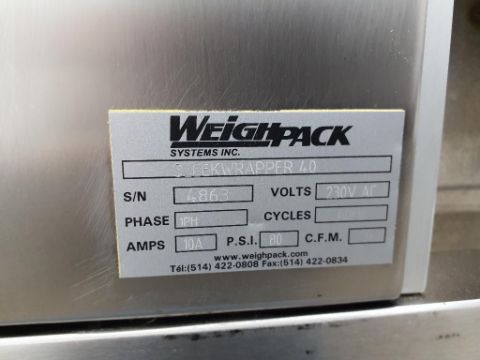 WEIGHPACK
SYSTEMS INC.
WRAPPER 40
S/N 4863 VOLTS 230V AC
PHASE 1PH CYCLES
AMPS 10A P.S.I. 80 C.F.M.
www.weighpack.com
Tél:(514) 422-0808 Fax:(514) 422-0834